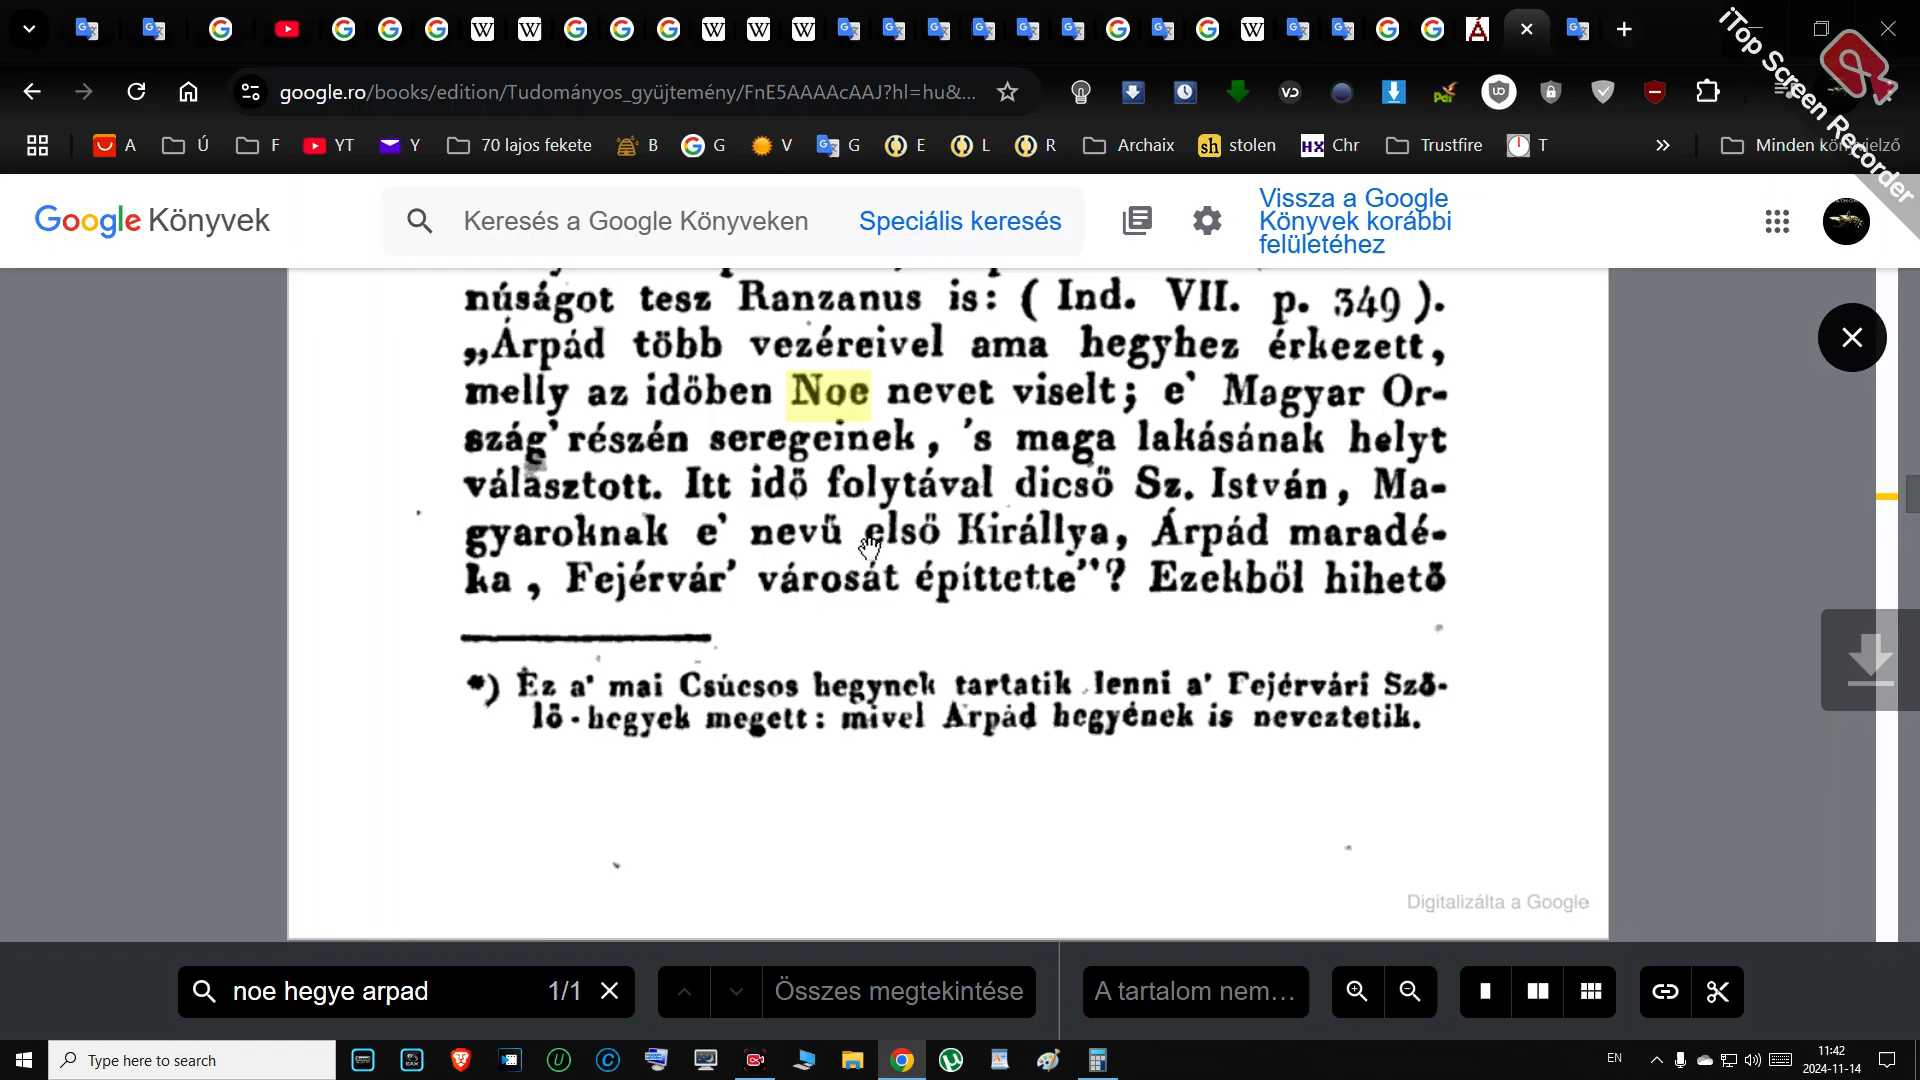 iTop Screen Recorder
google.ro/books/edition/Tudományos_gyüjtemény/FnE5AAAAcAAJ?hl=hu&...
A Ú F YT Y 70 lajos fekete B G V G E L R Archaix stolen Chr Trustfire T » Minden könyvjelző
Google Könyvek
Keresés a Google Könyveken
Speciális keresés
Vissza a Google
Könyvek korábbi
felületéhez
núságot tesz Ranzanus is: ( Ind. VII. p. 349 ).
„Árpád több vezéreivel ama hegyhez érkezett,
melly az idöben Noe nevet viselt; e' Magyar Or-
szág' részén seregeinek, 's maga lakásának helyt
választott. Itt idö folytával dicsö Sz. István, Ma-
gyaroknak e' nevű elsö Királlya, Árpád maradé-
ka, Fejérvár' városát építtette”? Ezekböl hihetö
*) Ez a' mai Csúcsos hegynek tartatik lenni a' Fejérvári Szö-
lö-hegyek megett: mivel Arpád hegyének is neveztetik.
Digitalizálta a Google
noe hegye arpad 1/1
Összes megtekintése
A tartalom nem...
Type here to search
EN
11:42
2024-11-14